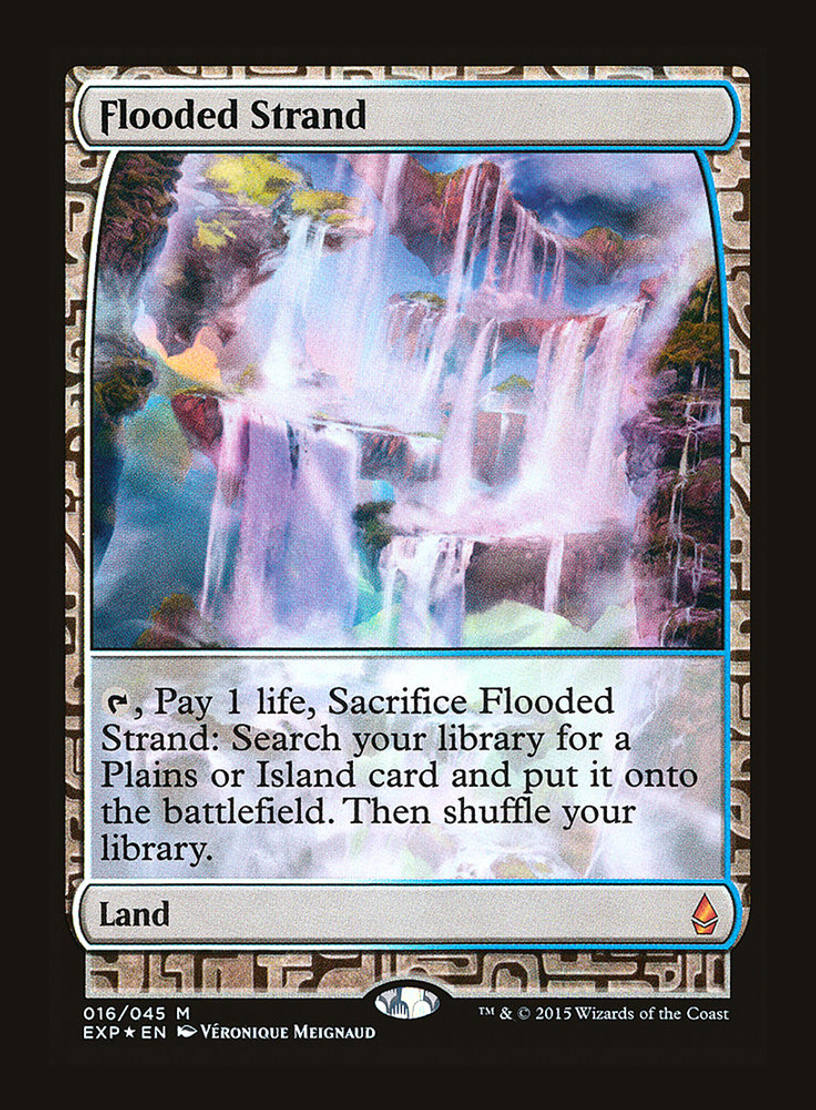 Flooded Strand
, Pay 1 life, Sacrifice Flooded
Strand: Search your library for a
Plains or Island card and put it onto
the battlefield. Then shuffle your
library.
Land
016/045 M
EXP★EN Véronique Meignaud
™ & © 2015 Wizards of the Coast